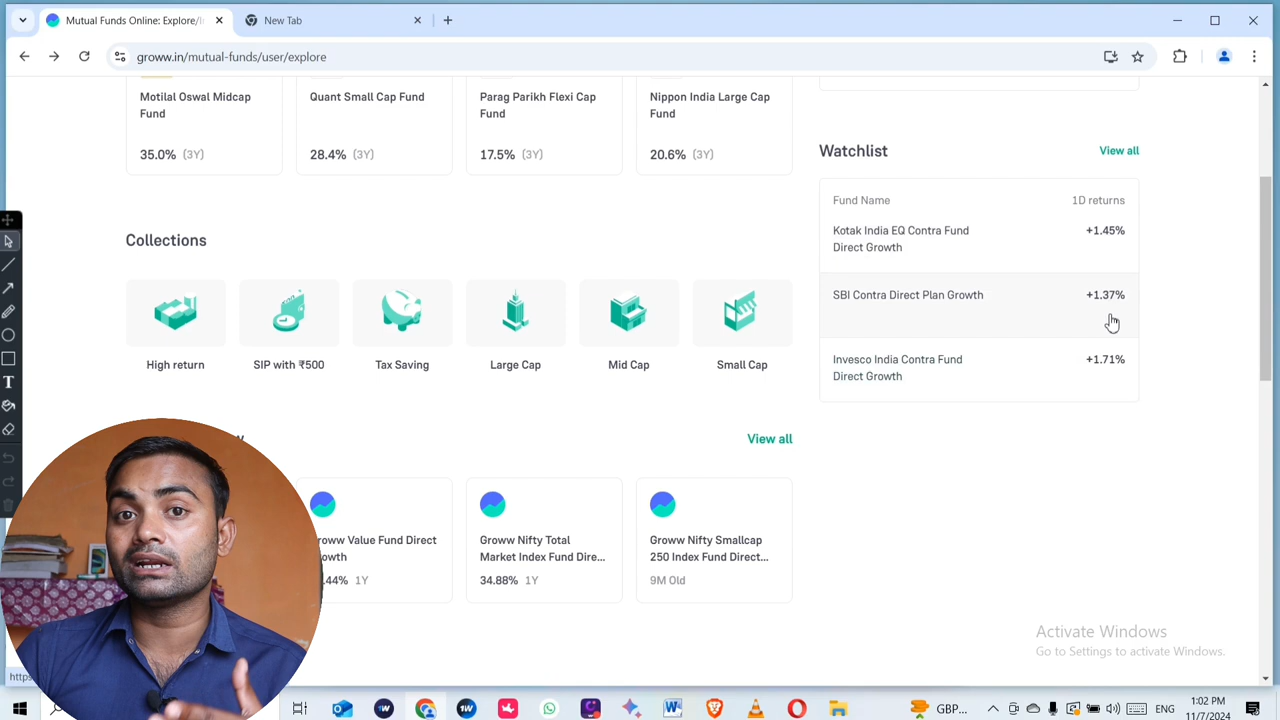 Mutual Funds Online: Explore/I
New Tab
groww.in/mutual-funds/user/explore
Motilal Oswal Midcap
Fund
35.0% (3Y)
Quant Small Cap Fund
28.4% (3Y)
Parag Parikh Flexi Cap
Fund
17.5% (3Y)
Nippon India Large Cap
Fund
20.6% (3Y)
Collections
High return
SIP with ₹500
Tax Saving
Large Cap
Mid Cap
Small Cap
View all
Groww Value Fund Direct
Growth
.44% 1Y
Groww Nifty Total
Market Index Fund Dire...
34.88% 1Y
Groww Nifty Smallcap
250 Index Fund Direct...
9M Old
Watchlist
View all
Fund Name
1D returns
Kotak India EQ Contra Fund
Direct Growth
+1.45%
SBI Contra Direct Plan Growth
+1.37%
Invesco India Contra Fund
Direct Growth
+1.71%
Activate Windows
Go to Settings to activate Windows.
T
https
GBP...
ENG
1:02 PM
11/7/2024